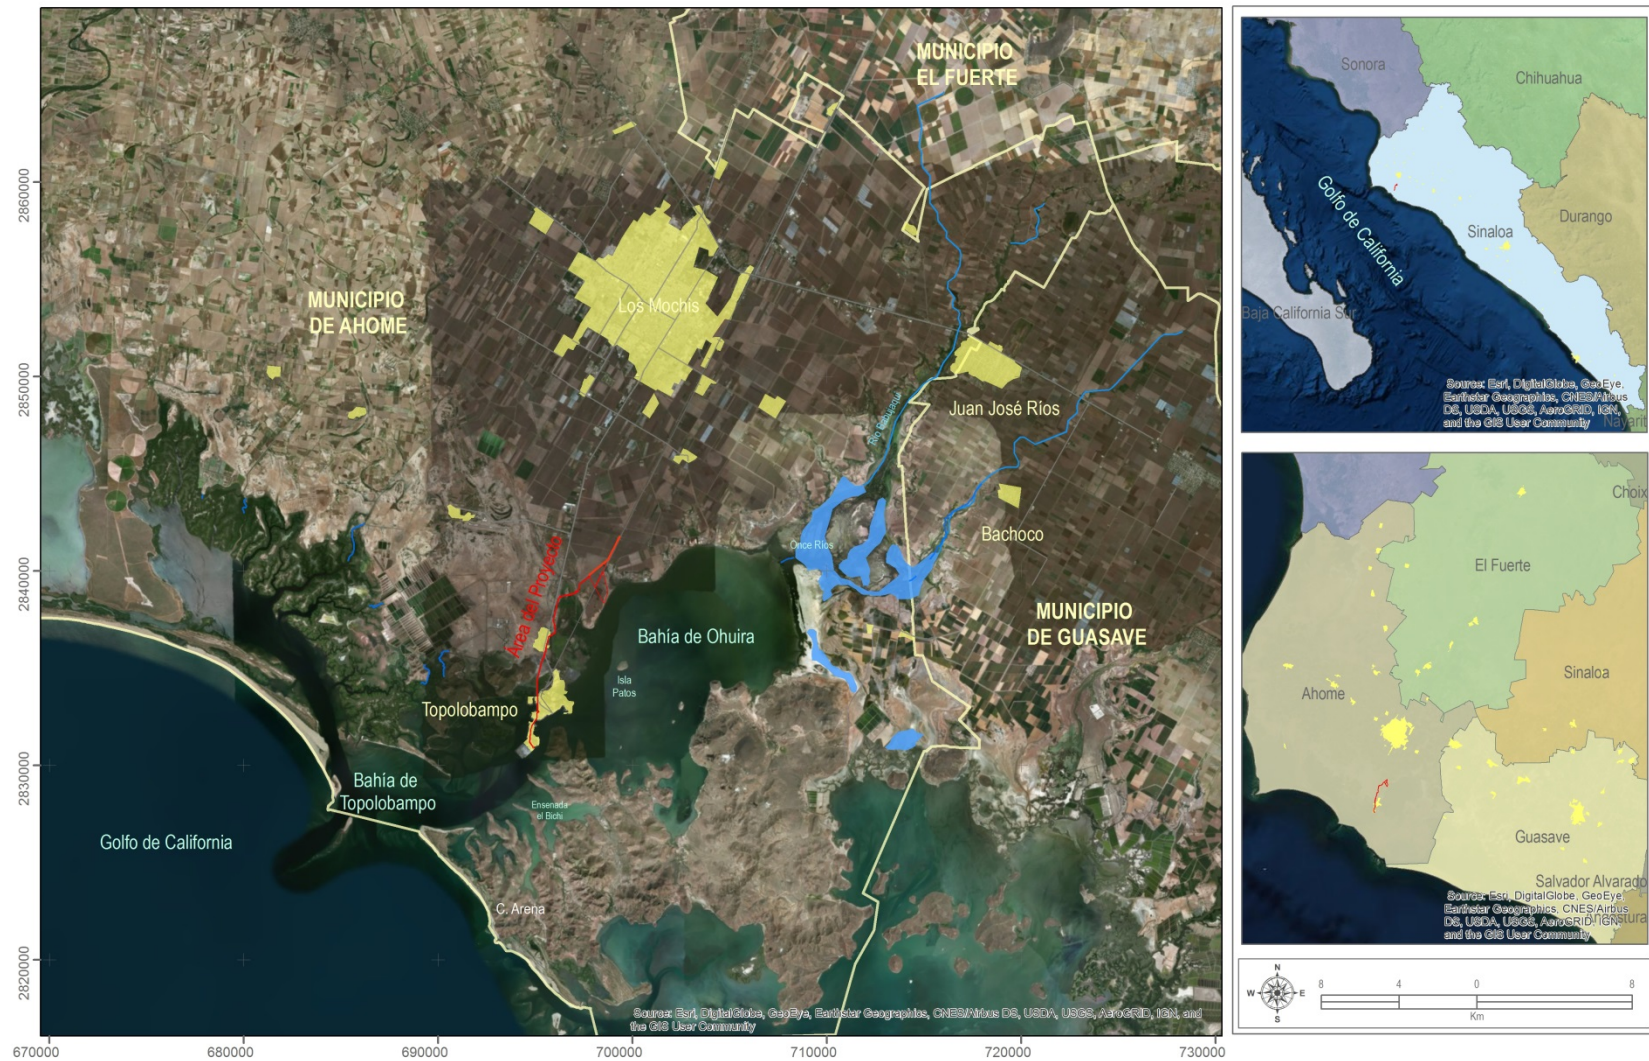 MUNICIPIO
EL FUERTE
MUNICIPIO
DE AHOME
Los Mochis
Juan José Ríos
Bachoco
Once Ríos
MUNICIPIO
DE GUASAVE
Área del Proyecto
Bahía de Ohuira
Isla
Patos
Topolobampo
Bahía de
Topolobampo
Ensenada
el Bichi
Golfo de California
C. Arena
Source: Esri, DigitalGlobe, GeoEye, Earthstar Geographics, CNES/Airbus DS, USDA, USGS, AeroGRID, IGN, and
the GIS User Community
2860000
2850000
2840000
2830000
2820000
670000
680000
690000
700000
710000
720000
730000
Sonora
Chihuahua
Golfo de California
Sinaloa
Durango
Baja California Sur
Nayarit
Source: Esri, DigitalGlobe, GeoEye,
Earthstar Geographics, CNES/Airbus
DS, USDA, USGS, AeroGRID, IGN,
and the GIS User Community
Choix
El Fuerte
Sinaloa
Ahome
Guasave
Salvador Alvarado
Source: Esri, DigitalGlobe, GeoEye,
Earthstar Geographics, CNES/Airbus
DS, USDA, USGS, AeroGRID, IGN,
and the GIS User Community
N
W
E
S
8
4
0
8
Km